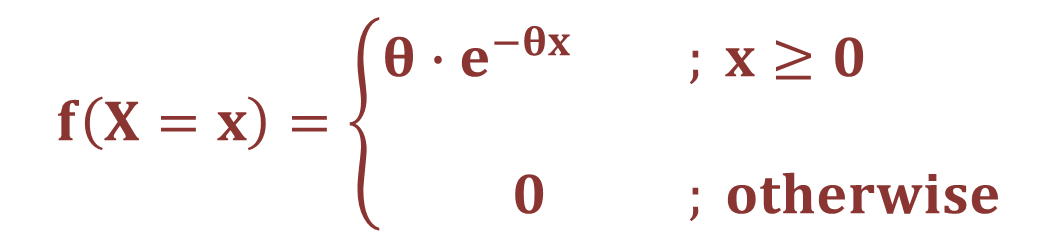 θ · e^{−θx} ; x ≥ 0
f(X = x) = {
0 ; otherwise